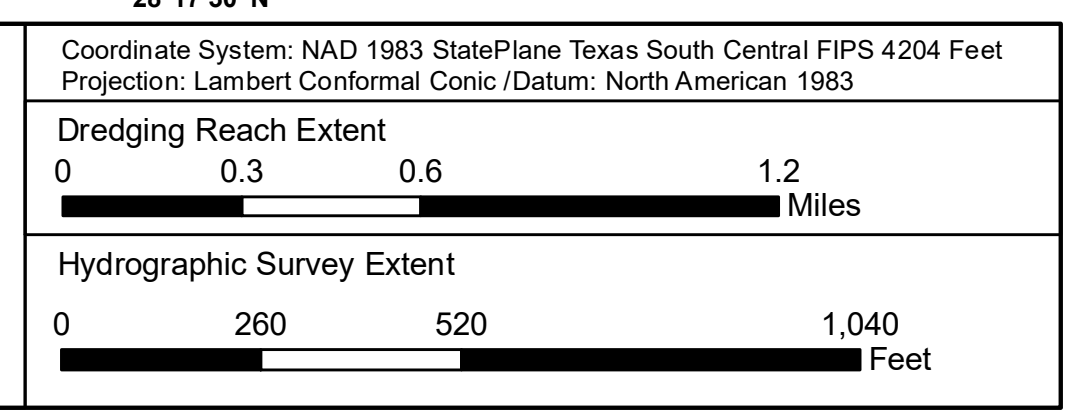 Coordinate System: NAD 1983 StatePlane Texas South Central FIPS 4204 Feet
Projection: Lambert Conformal Conic /Datum: North American 1983
Dredging Reach Extent
0 0.3 0.6 1.2
Miles
Hydrographic Survey Extent
0 260 520 1,040
Feet